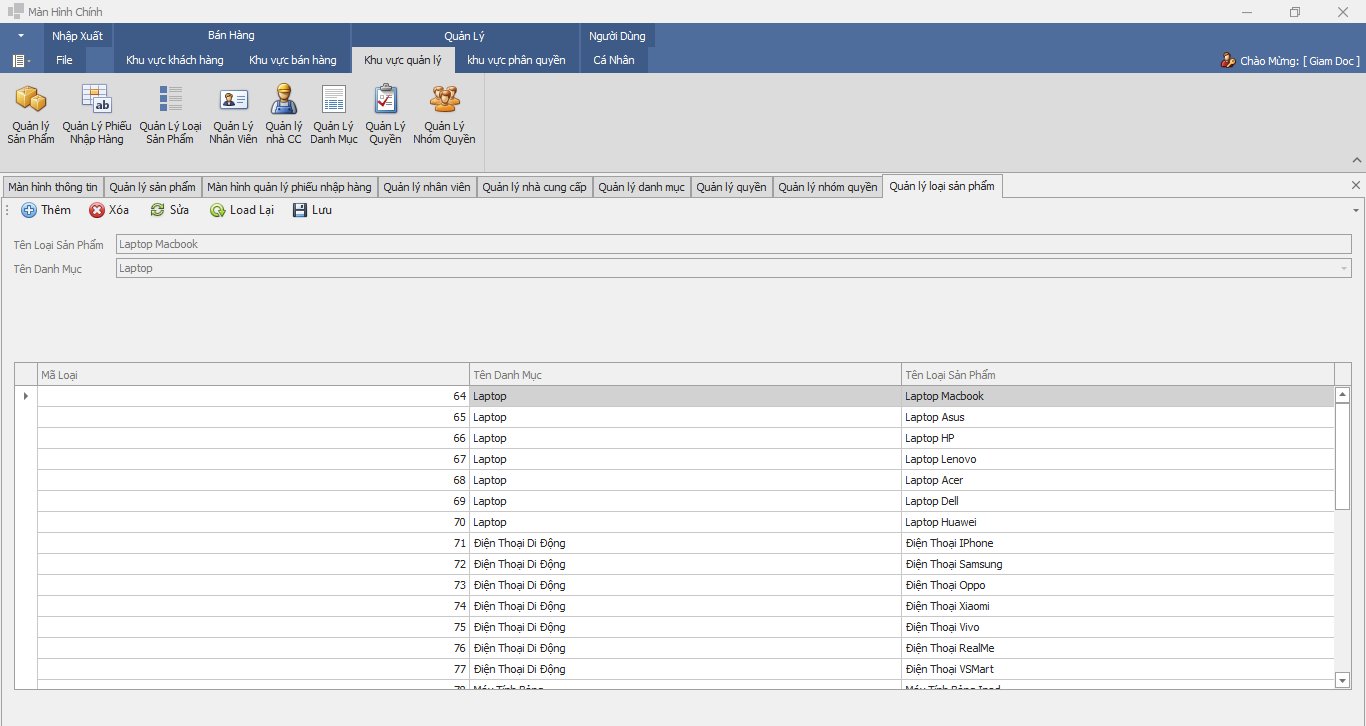 Màn Hình Chính
Nhập Xuất Bán Hàng Quản Lý Người Dùng
File Khu vực khách hàng Khu vực bán hàng Khu vực quản lý khu vực phân quyền Cá Nhân Chào Mừng: [ Giam Doc ]
Quản lý Sản Phẩm
Quản Lý Phiếu Nhập Hàng
Quản Lý Loại Sản Phẩm
Quản Lý Nhân Viên
Quản lý nhà CC
Quản Lý Danh Mục
Quản Lý Quyền
Quản Lý Nhóm Quyền
Màn hình thông tin Quản lý sản phẩm Màn hình quản lý phiếu nhập hàng Quản lý nhân viên Quản lý nhà cung cấp Quản lý danh mục Quản lý quyền Quản lý nhóm quyền Quản lý loại sản phẩm
Thêm Xóa Sửa Load Lại Lưu
Tên Loại Sản Phẩm Laptop Macbook
Tên Danh Mục Laptop
Mã Loại Tên Danh Mục Tên Loại Sản Phẩm
64 Laptop Laptop Macbook
65 Laptop Laptop Asus
66 Laptop Laptop HP
67 Laptop Laptop Lenovo
68 Laptop Laptop Acer
69 Laptop Laptop Dell
70 Laptop Laptop Huawei
71 Điện Thoại Di Động Điện Thoại IPhone
72 Điện Thoại Di Động Điện Thoại Samsung
73 Điện Thoại Di Động Điện Thoại Oppo
74 Điện Thoại Di Động Điện Thoại Xiaomi
75 Điện Thoại Di Động Điện Thoại Vivo
76 Điện Thoại Di Động Điện Thoại RealMe
77 Điện Thoại Di Động Điện Thoại VSMart